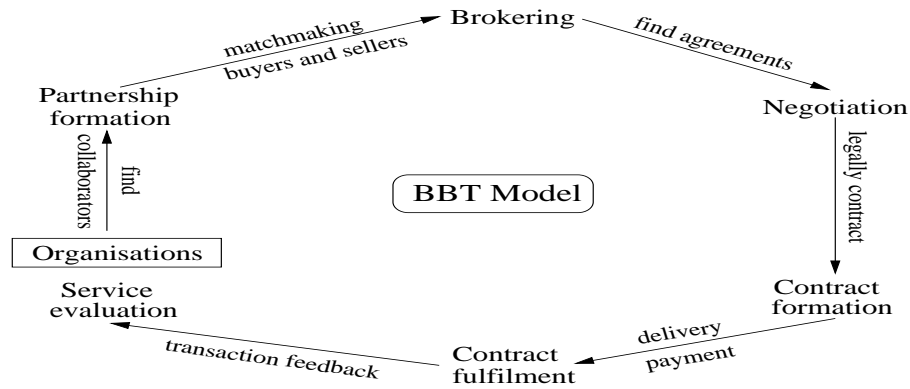 Brokering
matchmaking
buyers and sellers
find agreements
Partnership
formation
Negotiation
find
collaborators
legally contract
BBT Model
Organisations
Service
evaluation
Contract
formation
delivery
payment
transaction feedback
Contract
fulfilment